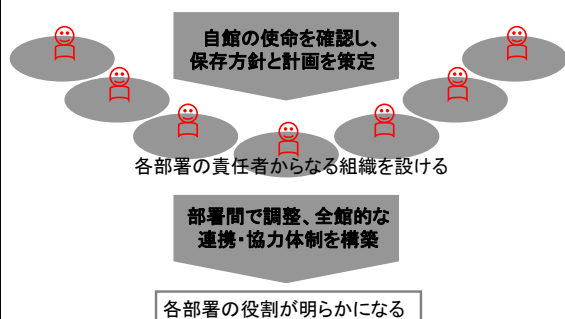 自館の使命を確認し、
保存方針と計画を策定
各部署の責任者からなる組織を設ける
部署間で調整、全館的な
連携・協力体制を構築
各部署の役割が明らかになる